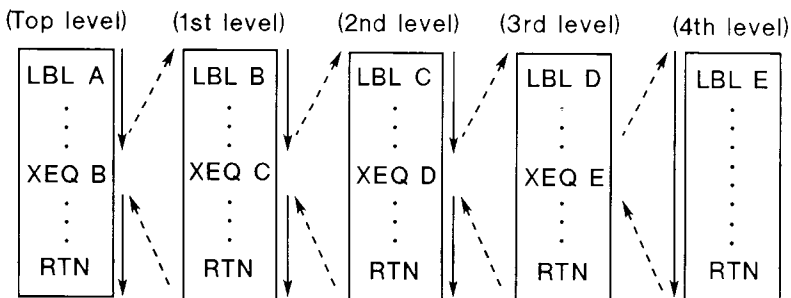 (Top level) (1st level) (2nd level) (3rd level) (4th level)
LBL A LBL B LBL C LBL D LBL E
XEQ B XEQ C XEQ D XEQ E
RTN RTN RTN RTN RTN